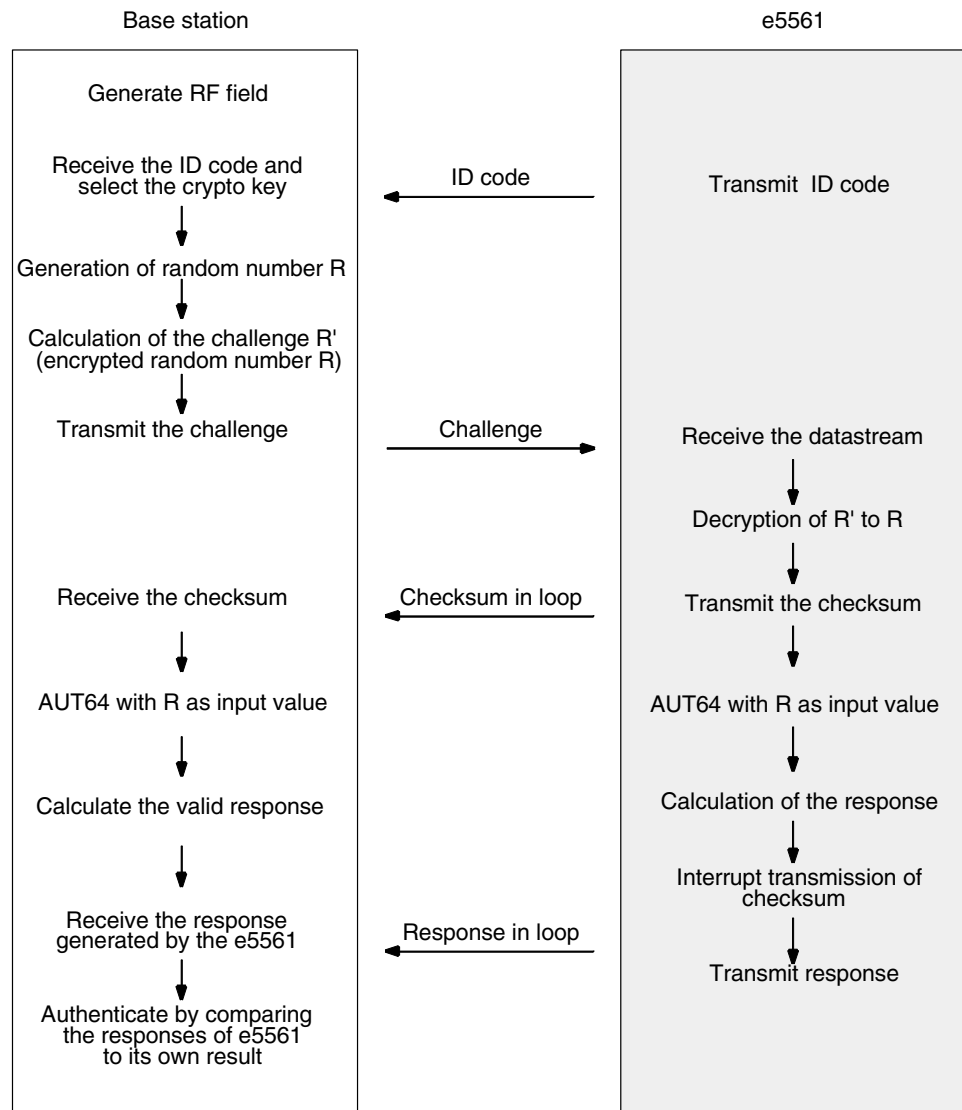 Base station
e5561
Generate RF field
Receive the ID code and
select the crypto key
ID code
Transmit ID code
Generation of random number R
Calculation of the challenge R'
(encrypted random number R)
Transmit the challenge
Challenge
Receive the datastream
Decryption of R' to R
Receive the checksum
Checksum in loop
Transmit the checksum
AUT64 with R as input value
AUT64 with R as input value
Calculate the valid response
Calculation of the response
Interrupt transmission of
checksum
Receive the response
generated by the e5561
Response in loop
Transmit response
Authenticate by comparing
the responses of e5561
to its own result